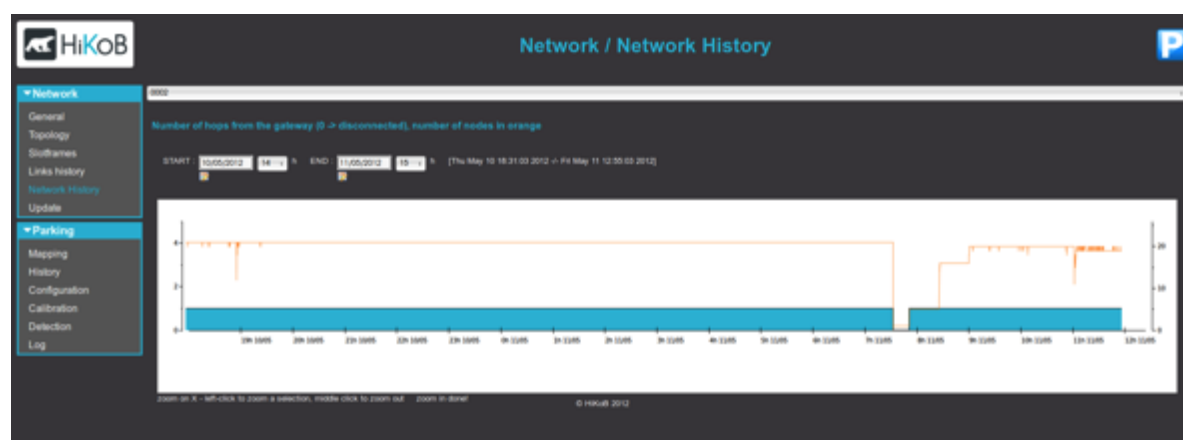 HiKoB
Network / Network History
P
Network
0002
General
Topology
Slotframes
Links history
Network History
Update
Number of hops from the gateway (0 -> disconnected), number of nodes in orange
START : 10/05/2012 14 h END : 11/05/2012 15 h [Thu May 10 18:31:03 2012 -> Fri May 11 12:55:03 2012]
Parking
Mapping
History
Configuration
Calibration
Detection
Log
4
2
0
20
10
0
19h 10/05 20h 10/05 21h 10/05 22h 10/05 23h 10/05 0h 11/05 1h 11/05 2h 11/05 3h 11/05 4h 11/05 5h 11/05 6h 11/05 7h 11/05 8h 11/05 9h 11/05 10h 11/05 11h 11/05 12h 11/05
zoom on X - left-click to zoom a selection, middle click to zoom out zoom in done!
© HiKoB 2012